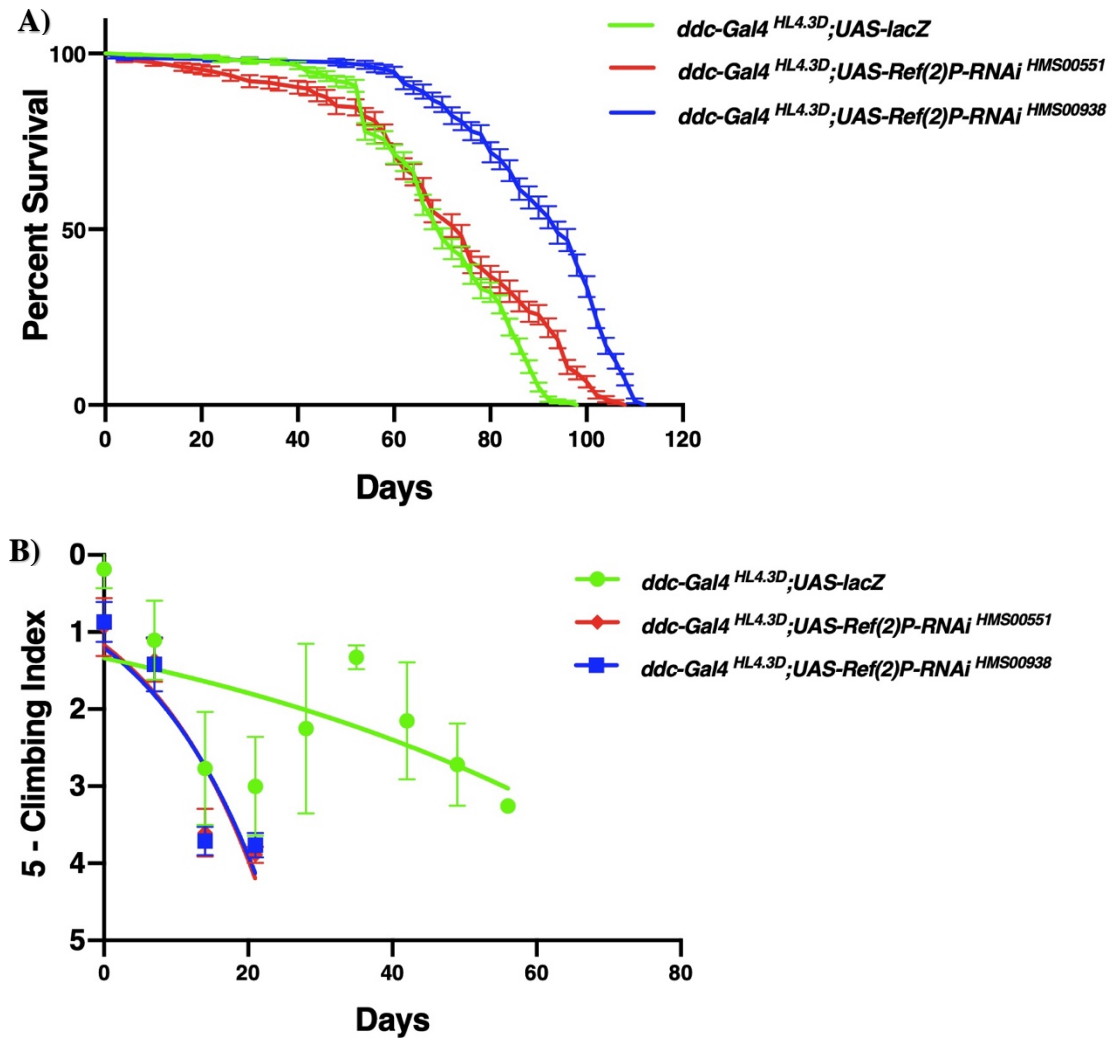 A)
ddc-Gal4 HL4.3D;UAS-lacZ
ddc-Gal4 HL4.3D;UAS-Ref(2)P-RNAi HMS00551
ddc-Gal4 HL4.3D;UAS-Ref(2)P-RNAi HMS00938
Percent Survival
100
50
0
0 20 40 60 80 100 120
Days
B)
ddc-Gal4 HL4.3D;UAS-lacZ
ddc-Gal4 HL4.3D;UAS-Ref(2)P-RNAi HMS00551
ddc-Gal4 HL4.3D;UAS-Ref(2)P-RNAi HMS00938
5 - Climbing Index
0
1
2
3
4
5
0 20 40 60 80
Days